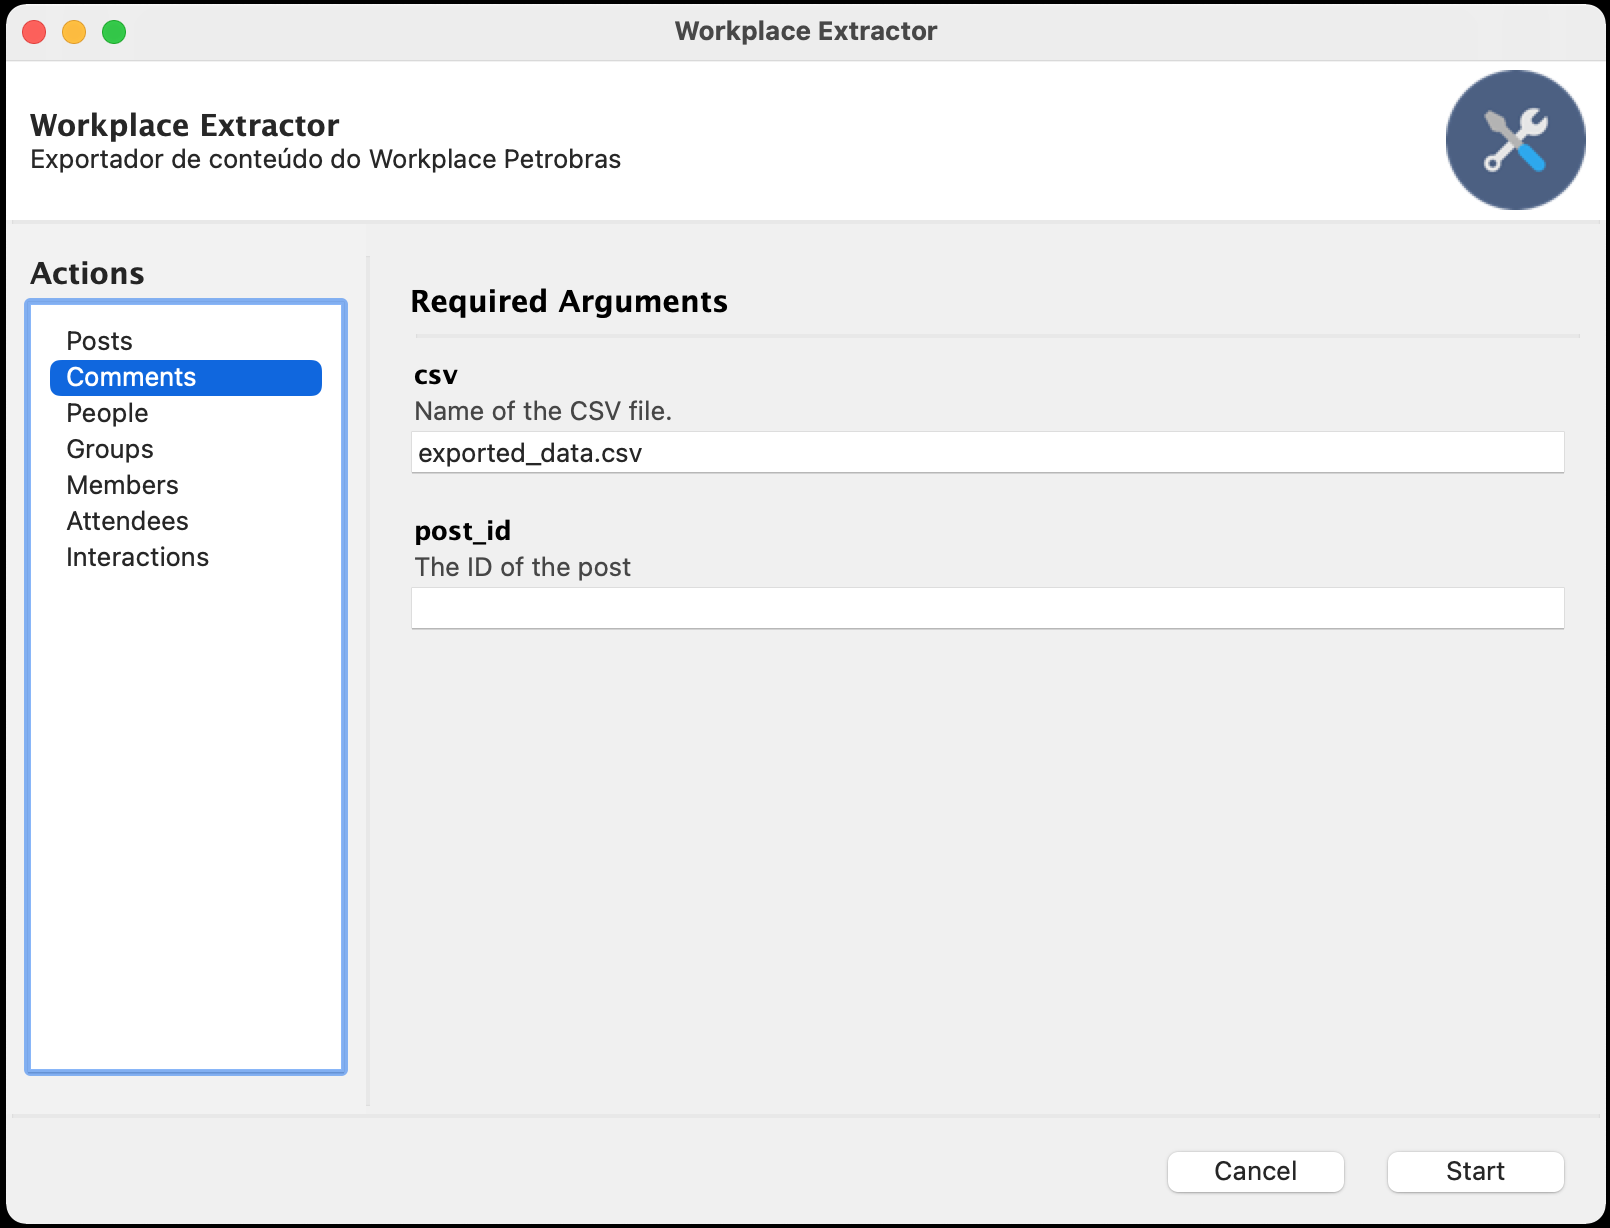 Workplace Extractor
Workplace Extractor
Exportador de conteúdo do Workplace Petrobras
Actions
Posts
Comments
People
Groups
Members
Attendees
Interactions
Required Arguments
csv
Name of the CSV file.
exported_data.csv
post_id
The ID of the post
Cancel
Start